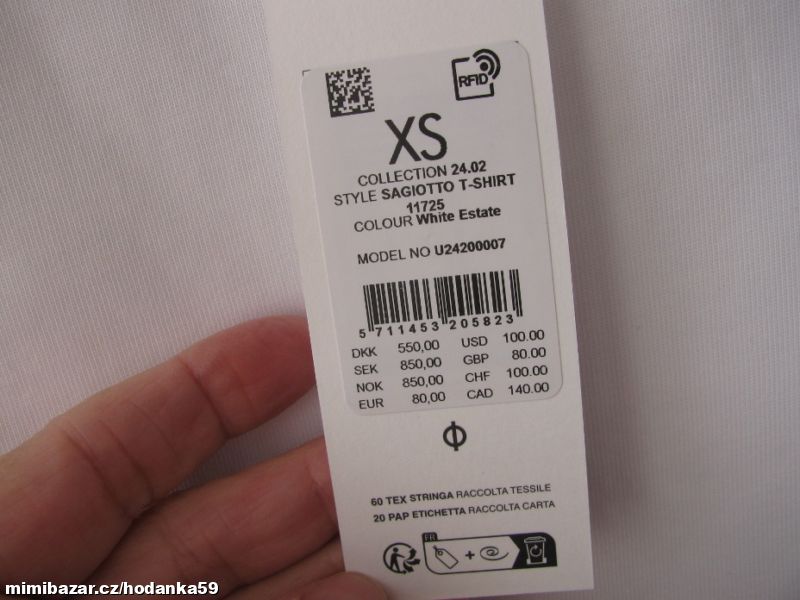 RFID
XS
COLLECTION 24.02
STYLE SAGIOTTO T-SHIRT
11725
COLOUR White Estate
MODEL NO U24200007
5 711453 205823
DKK 550,00 USD 100.00
SEK 850,00 GBP 80.00
NOK 850,00 CHF 100.00
EUR 80,00 CAD 140.00
60 TEX STRINGA RACCOLTA TESSILE
20 PAP ETICHETTA RACCOLTA CARTA
FR
+
mimibazar.cz/hodanka59